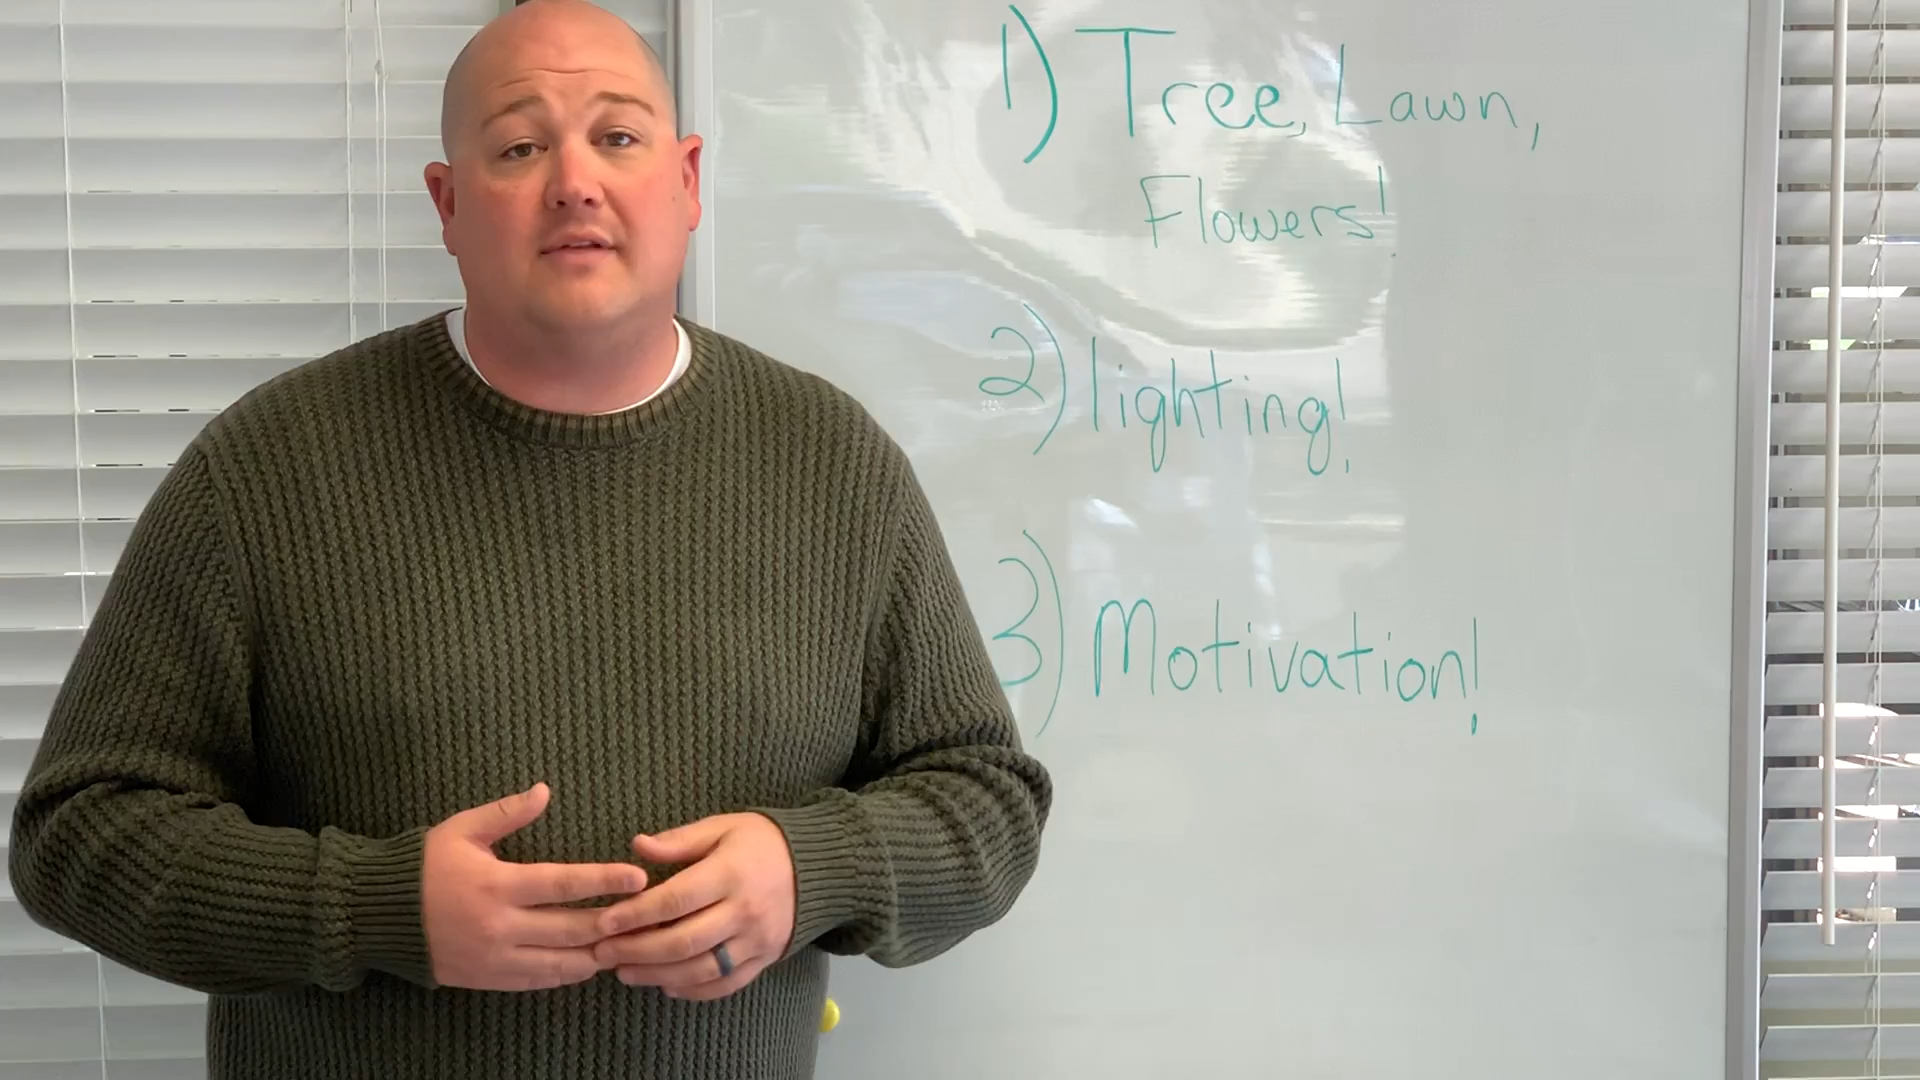 1) Tree, Lawn,
Flowers!
2) lighting!
3) Motivation!